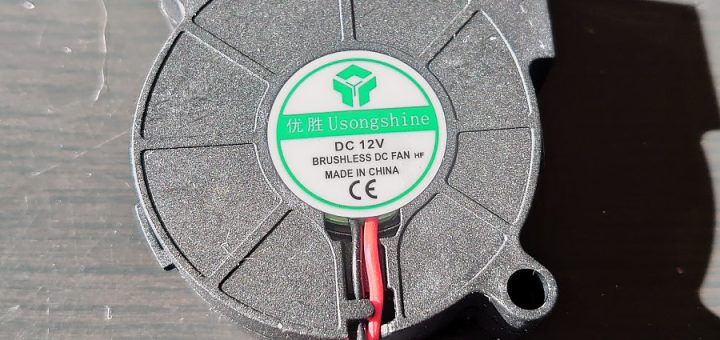 优胜 Usongshine
DC 12V
BRUSHLESS DC FAN HF
MADE IN CHINA
CE